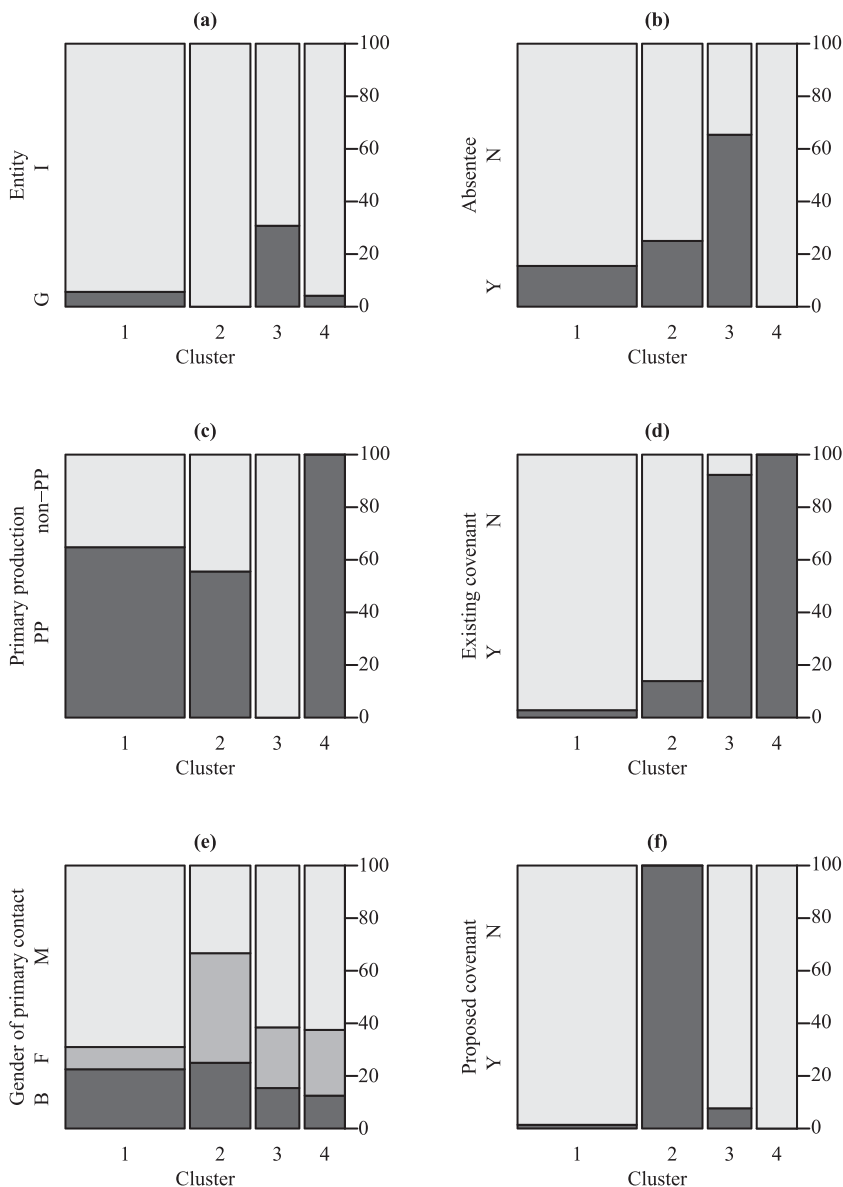 (a)
Entity
G I
0 20 40 60 80 100
1 2 3 4
Cluster
(b)
Absentee
Y N
0 20 40 60 80 100
1 2 3 4
Cluster
(c)
Primary production
PP non−PP
0 20 40 60 80 100
1 2 3 4
Cluster
(d)
Existing covenant
Y N
0 20 40 60 80 100
1 2 3 4
Cluster
(e)
Gender of primary contact
B F M
0 20 40 60 80 100
1 2 3 4
Cluster
(f)
Proposed covenant
Y N
0 20 40 60 80 100
1 2 3 4
Cluster